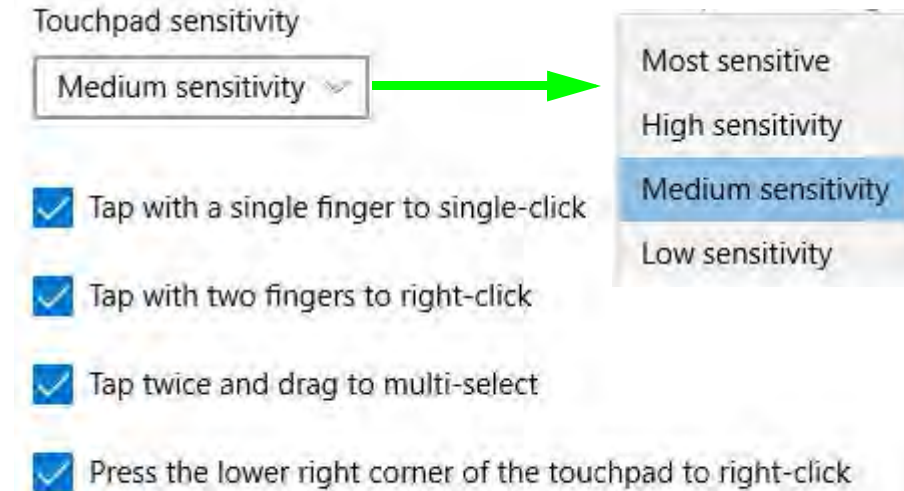 Touchpad sensitivity
Medium sensitivity
Most sensitive
High sensitivity
Medium sensitivity
Low sensitivity
Tap with a single finger to single-click
Tap with two fingers to right-click
Tap twice and drag to multi-select
Press the lower right corner of the touchpad to right-click